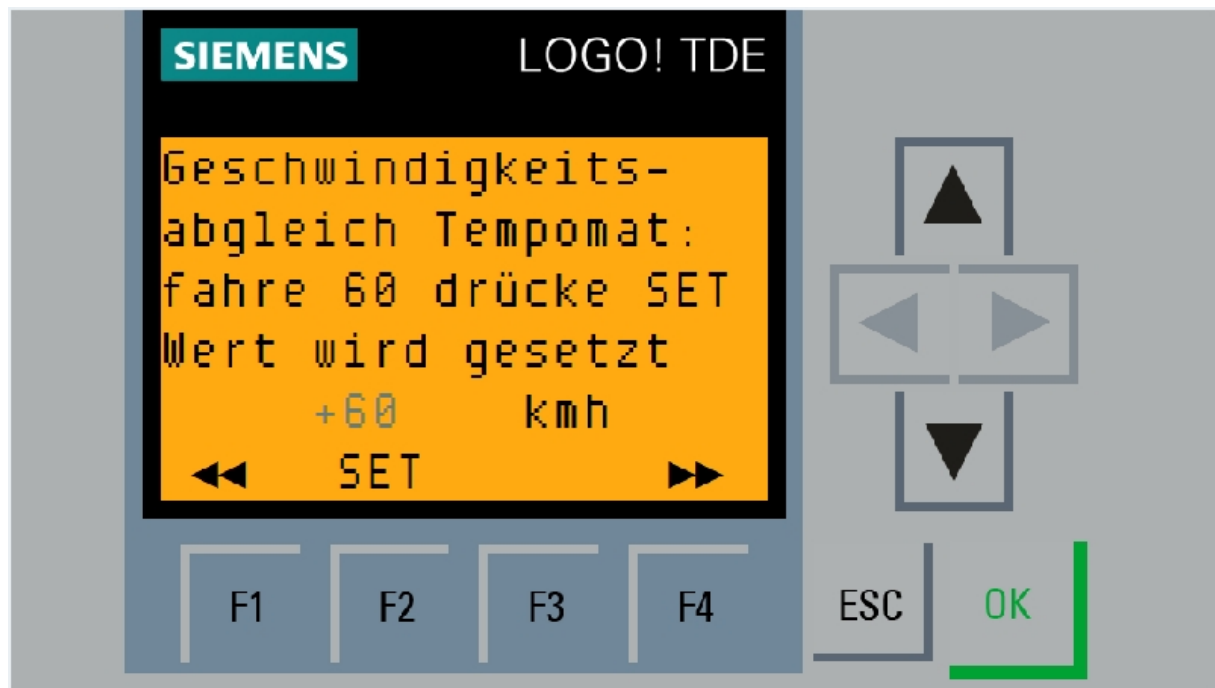 SIEMENS LOGO! TDE
Geschwindigkeits-
abgleich Tempomat:
fahre 60 drücke SET
Wert wird gesetzt
+60 kmh
◀◀ SET ▶▶
F1 F2 F3 F4 ESC OK